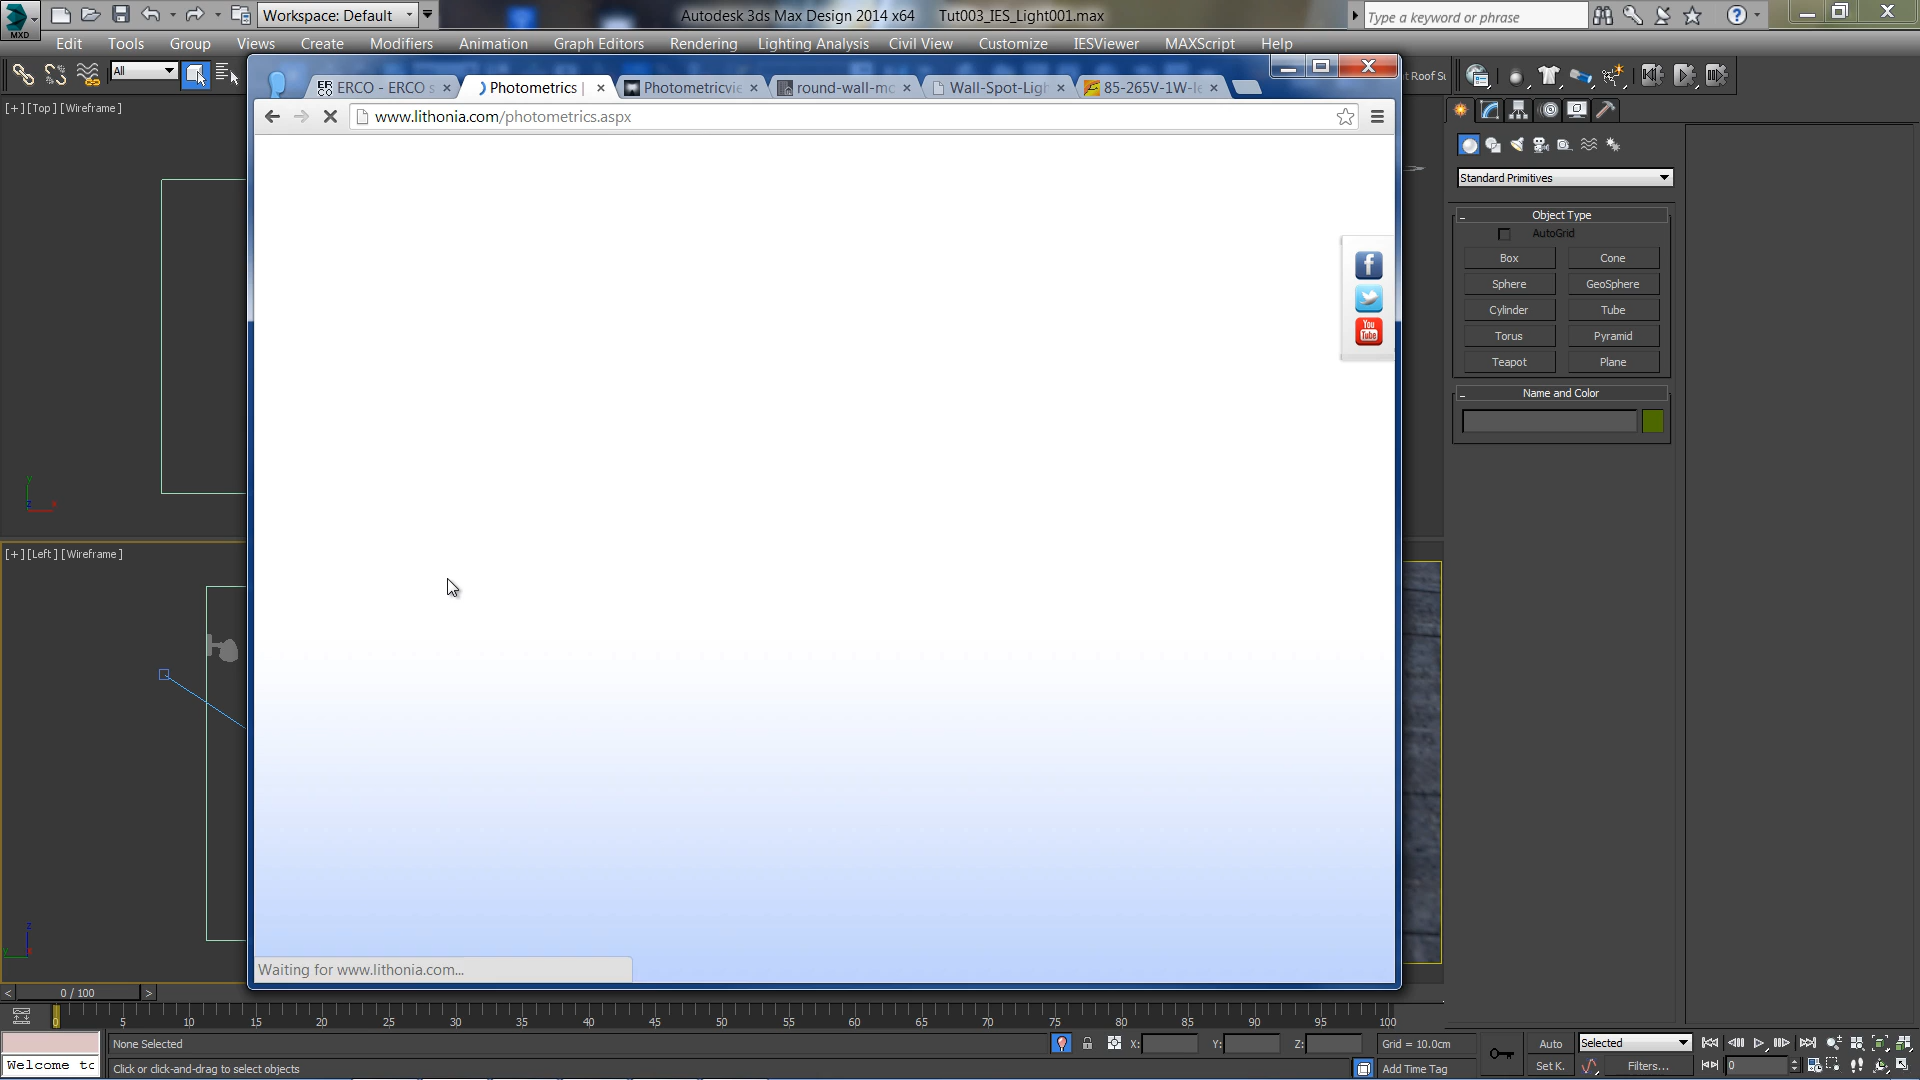 MXD
Workspace: Default
Autodesk 3ds Max Design 2014 x64 Tut003_IES_Light001.max
Type a keyword or phrase
Edit Tools Group Views Create Modifiers Animation Graph Editors Rendering Lighting Analysis Civil View Customize IESViewer MAXScript Help
All
ERCO - ERCO s
Photometrics |
Photometricvie
round-wall-mo
Wall-Spot-Ligh
85-265V-1W-le
www.lithonia.com/photometrics.aspx
[+] [Top] [Wireframe]
Standard Primitives
Object Type
AutoGrid
Box Cone
Sphere GeoSphere
Cylinder Tube
Torus Pyramid
Teapot Plane
Name and Color
You
Tube
[+] [Left] [Wireframe]
Waiting for www.lithonia.com...
< 0 / 100 >
0 5 10 15 20 25 30 35 40 45 50 55 60 65 70 75 80 85 90 95 100
None Selected X: Y: Z: Grid = 10.0cm Auto Selected
Welcome to Click or click-and-drag to select objects Add Time Tag Set K. Filters... 0